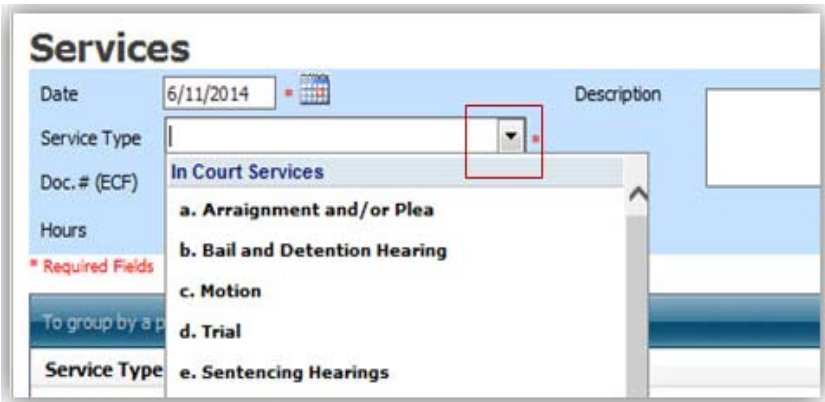 Services
Date 6/11/2014 * Description
Service Type *
In Court Services
Doc. # (ECF)
a. Arraignment and/or Plea
Hours
b. Bail and Detention Hearing
* Required Fields
c. Motion
To group by a
d. Trial
Service Type
e. Sentencing Hearings